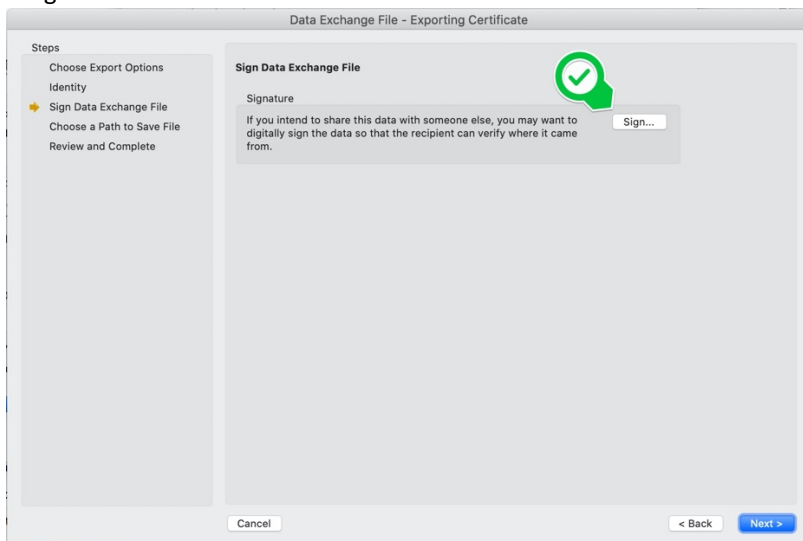 Data Exchange File - Exporting Certificate
Steps
Choose Export Options
Identity
Sign Data Exchange File
Choose a Path to Save File
Review and Complete
Sign Data Exchange File
Signature
If you intend to share this data with someone else, you may want to
digitally sign the data so that the recipient can verify where it came
from.
Sign...
Cancel
< Back
Next >